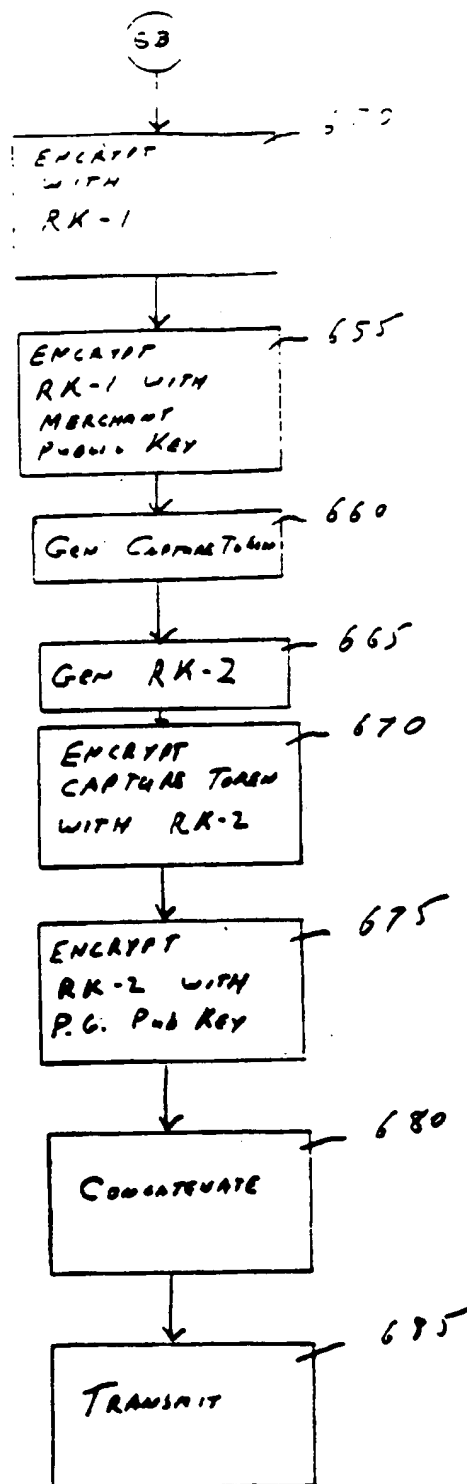 5B
650
ENCRYPT
WITH
RK-1
655
ENCRYPT
RK-1 WITH
MERCHANT
PUBLIC KEY
660
GEN CAPTURE TOKEN
665
GEN RK-2
670
ENCRYPT
CAPTURE TOKEN
WITH RK-2
675
ENCRYPT
RK-2 WITH
P.G. PUB KEY
680
CONCATENATE
685
TRANSMIT